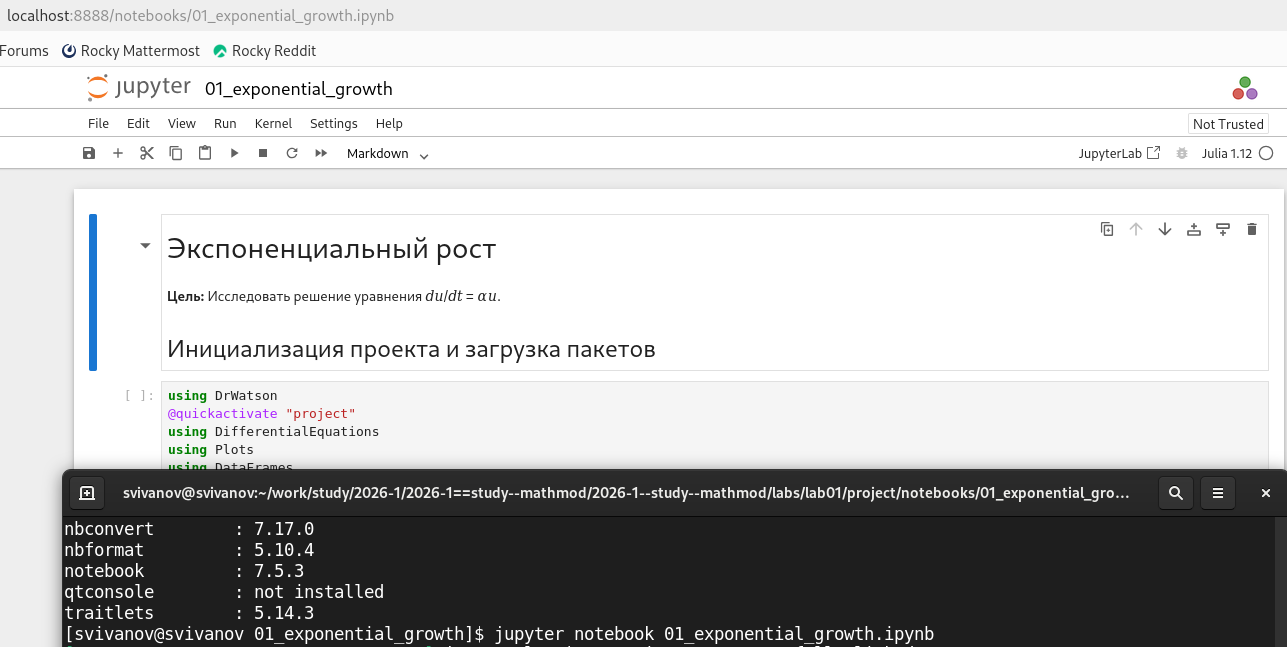 localhost:8888/notebooks/01_exponential_growth.ipynb
Forums Rocky Mattermost Rocky Reddit
jupyter 01_exponential_growth
File Edit View Run Kernel Settings Help Not Trusted
Markdown JupyterLab Julia 1.12
Экспоненциальный рост
Цель: Исследовать решение уравнения du/dt = αu.
Инициализация проекта и загрузка пакетов
[ ]: using DrWatson
@quickactivate "project"
using DifferentialEquations
using Plots
using DataFrames
svivanov@svivanov:~/work/study/2026-1/2026-1==study--mathmod/2026-1--study--mathmod/labs/lab01/project/notebooks/01_exponential_gro...
nbconvert : 7.17.0
nbformat : 5.10.4
notebook : 7.5.3
qtconsole : not installed
traitlets : 5.14.3
[svivanov@svivanov 01_exponential_growth]$ jupyter notebook 01_exponential_growth.ipynb